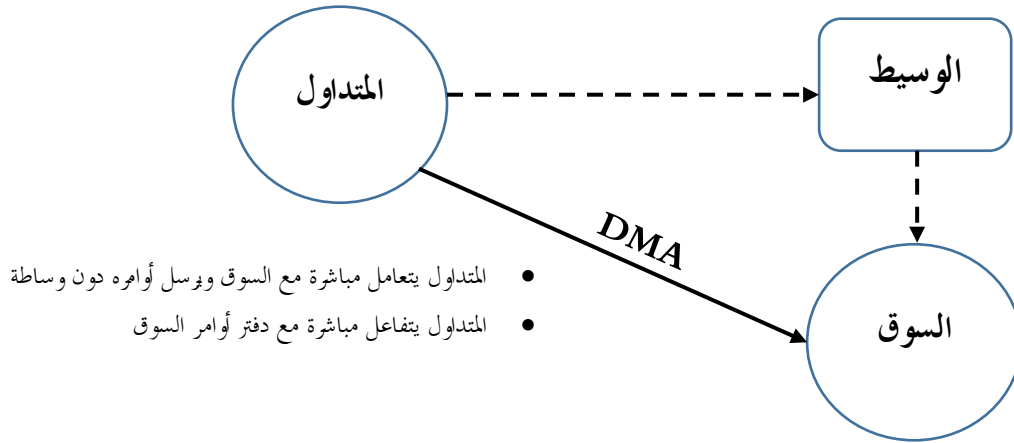 المتداول
الوسيط
DMA
السوق
• المتداول يتعامل مباشرة مع السوق ويرسل أوامره دون وساطة
• المتداول يتفاعل مباشرة مع دفتر أوامر السوق